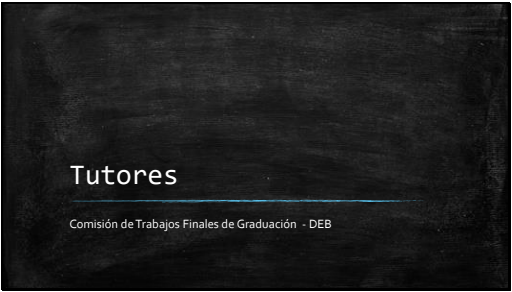 Tutores
Comisión de Trabajos Finales de Graduación - DEB